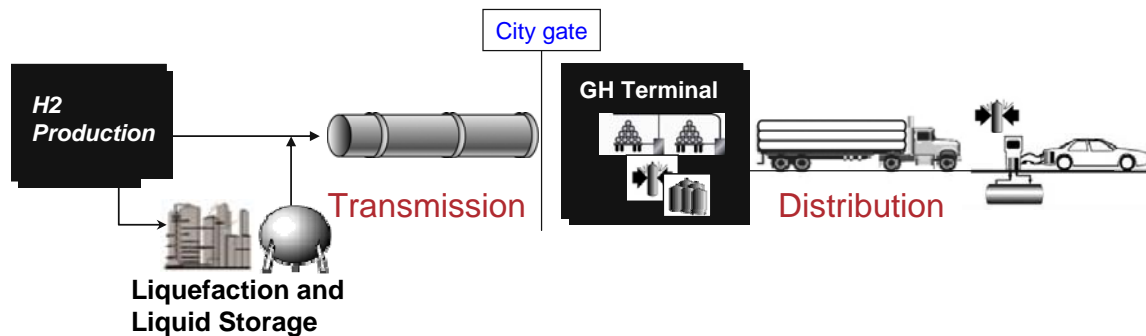 City gate
H2
Production
GH Terminal
Transmission
Distribution
Liquefaction and
Liquid Storage